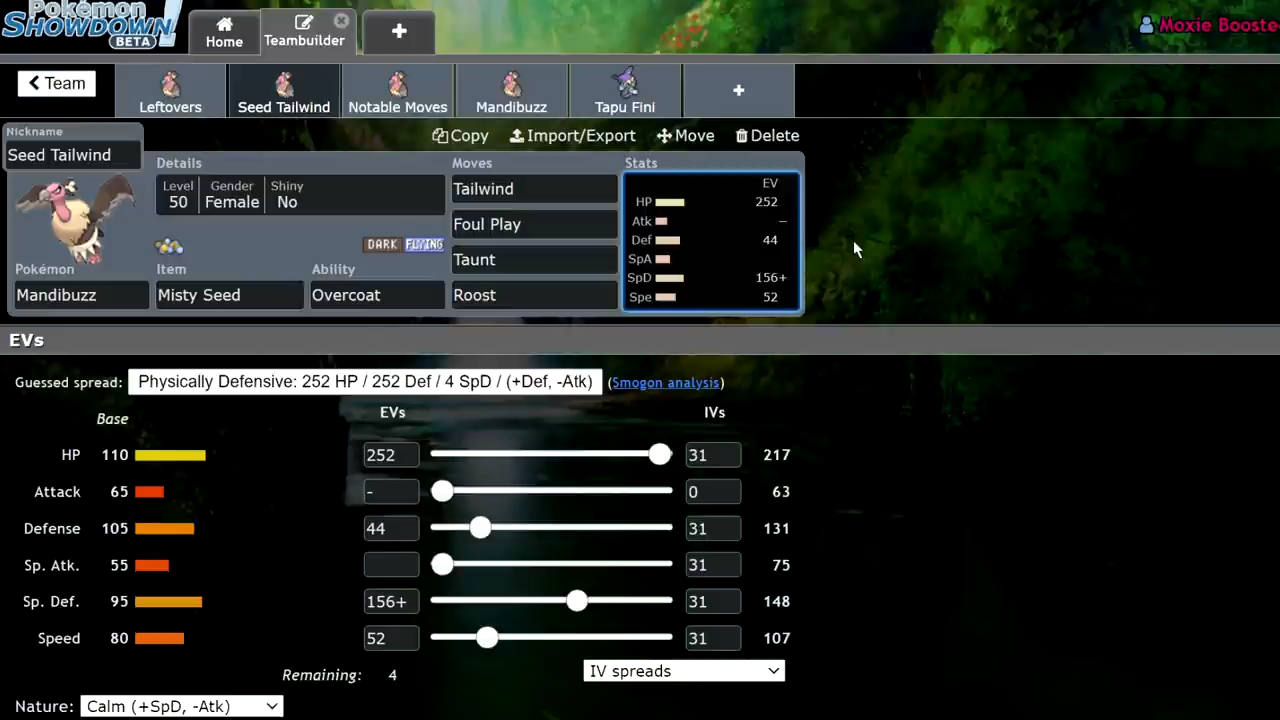 Pokémon
SHOWDOWN!
BETA
Home
Teambuilder
+
Moxie Booste
Team
Leftovers
Seed Tailwind
Notable Moves
Mandibuzz
Tapu Fini
+
Nickname
Seed Tailwind
Copy
Import/Export
Move
Delete
Details
Level Gender Shiny
50 Female No
DARK FLYING
Pokémon Item Ability
Mandibuzz Misty Seed Overcoat
Moves
Tailwind
Foul Play
Taunt
Roost
Stats
EV
HP 252
Atk –
Def 44
SpA
SpD 156+
Spe 52
EVs
Guessed spread: Physically Defensive: 252 HP / 252 Def / 4 SpD / (+Def, -Atk) (Smogon analysis)
Base EVs IVs
HP 110 252 31 217
Attack 65 - 0 63
Defense 105 44 31 131
Sp. Atk. 55 31 75
Sp. Def. 95 156+ 31 148
Speed 80 52 31 107
Remaining: 4 IV spreads
Nature: Calm (+SpD, -Atk)